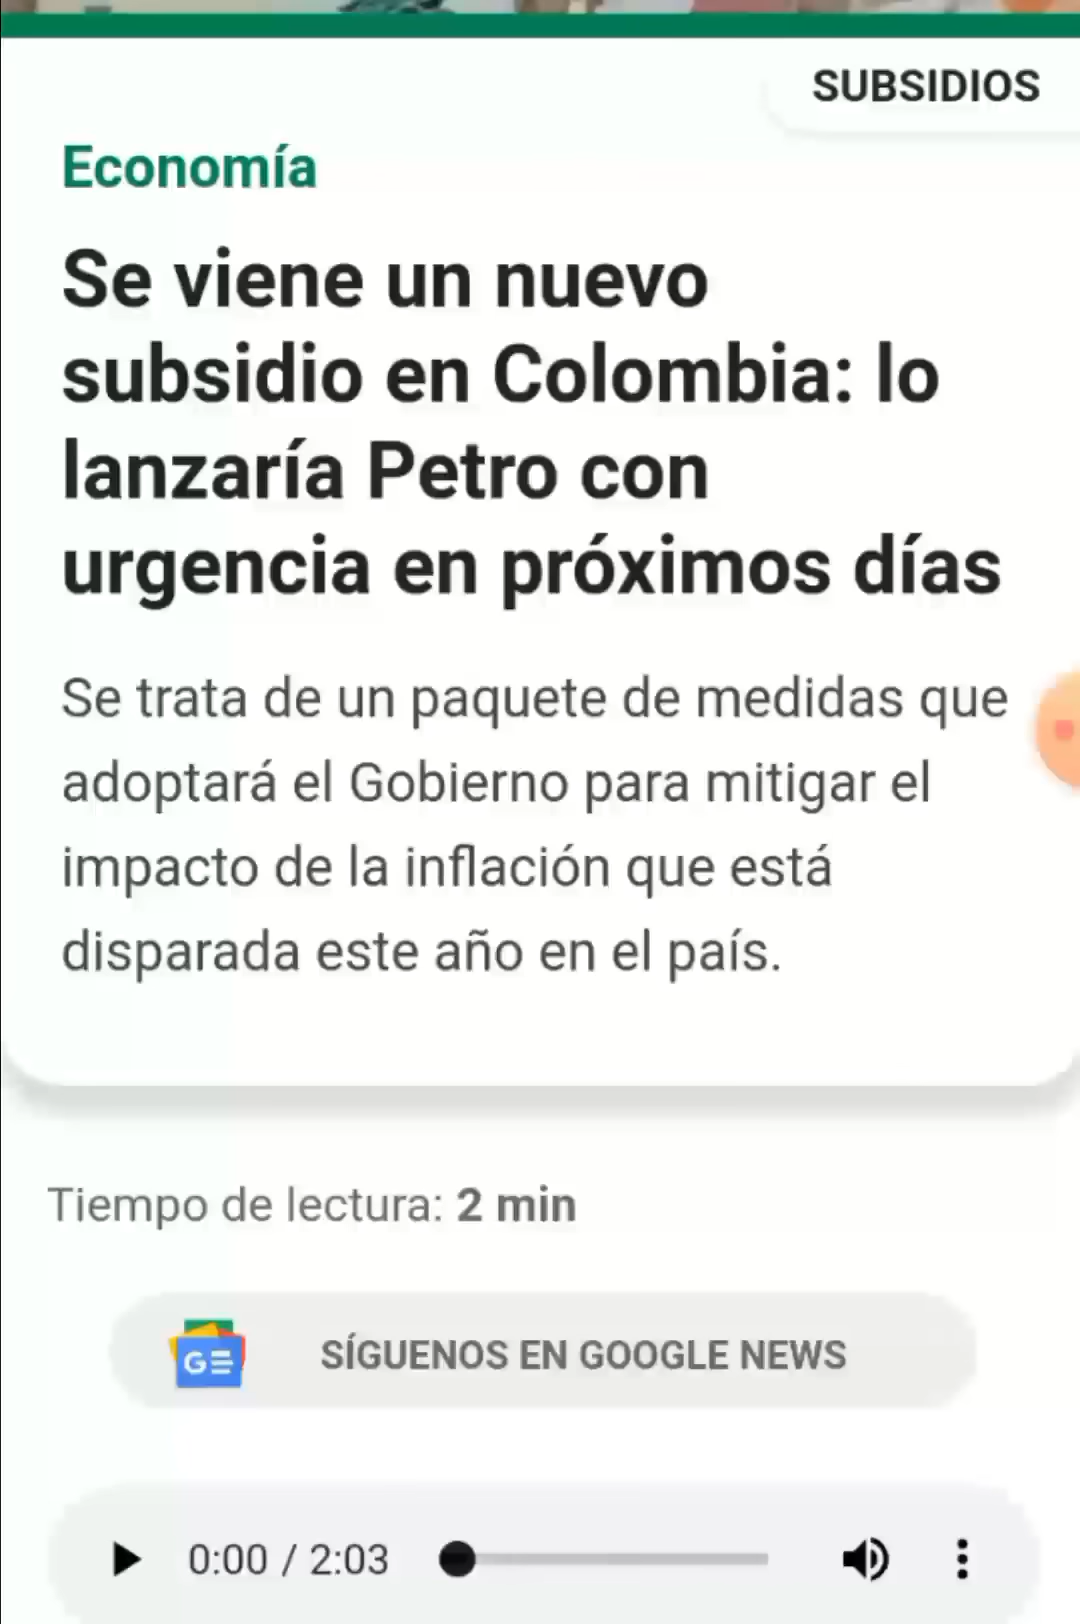 SUBSIDIOS
Economía
Se viene un nuevo
subsidio en Colombia: lo
lanzaría Petro con
urgencia en próximos días
Se trata de un paquete de medidas que
adoptará el Gobierno para mitigar el
impacto de la inflación que está
disparada este año en el país.
Tiempo de lectura: 2 min
SÍGUENOS EN GOOGLE NEWS
0:00 / 2:03